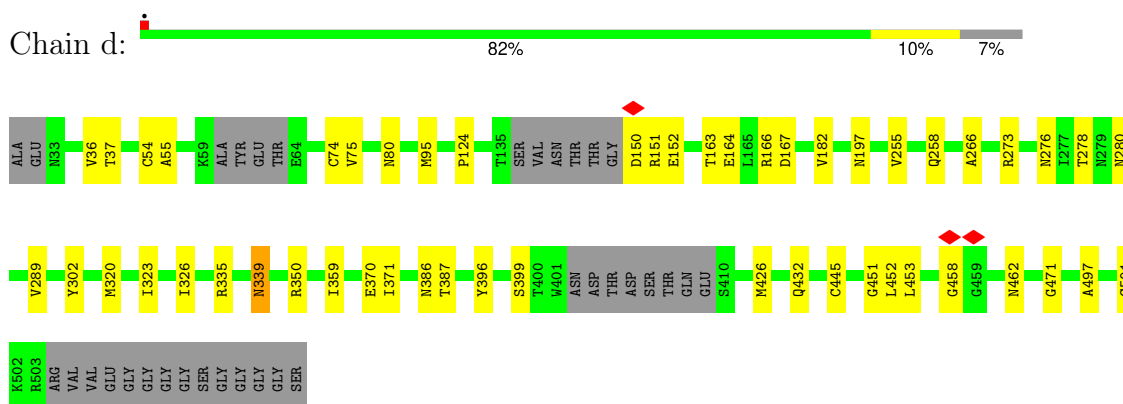 Chain d:
82% 10% 7%
ALA GLU N33 V36 T37 C54 A55 K59 ALA TYR GLU THR E64 C74 V75 N80 M95 P124 T135 SER VAL ASN THR THR GLY D150 R151 E152 T163 E164 L165 R166 D167 V182 N197 V255 Q258 A266 R273 N276 I277 T278 N279 N280
V289 Y302 M320 I323 I326 R335 N339 R350 I359 E370 I371 N386 T387 Y396 S399 T400 W401 ASN ASP THR ASP SER THR GLN GLU S410 M426 Q432 C445 G451 L452 L453 G458 G459 N462 G471 A497
K502 R503 ARG VAL VAL GLU GLY GLY GLY GLY SER GLY GLY GLY GLY SER